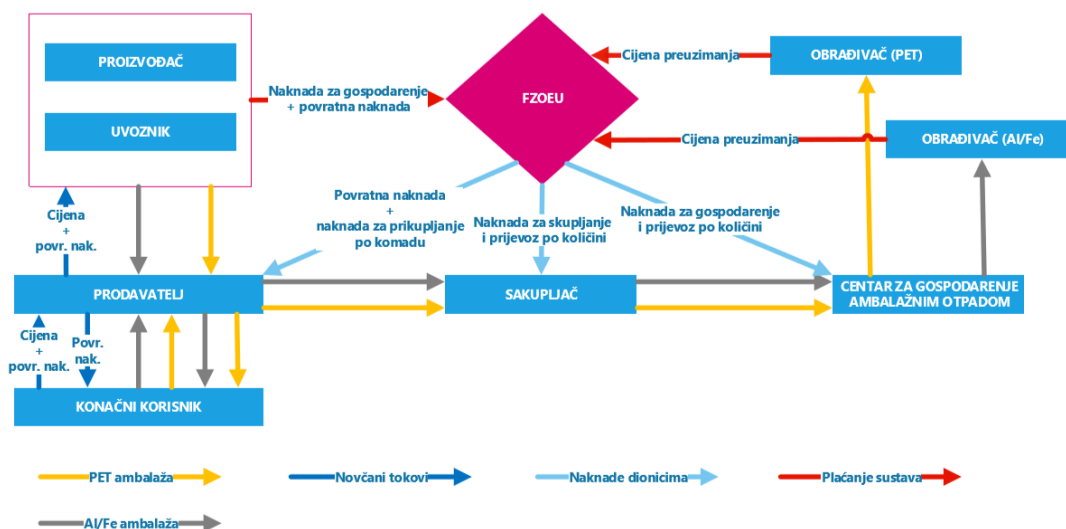 PROIZVOĐAČ
UVOZNIK
Naknada za gospodarenje
+ povratna naknada
FZOEU
Cijena preuzimanja
OBRAĐIVAČ (PET)
Cijena preuzimanja
OBRAĐIVAČ (Al/Fe)
Cijena
+
povr. nak.
Povratna naknada
+
naknada za prikupljanje
po komadu
Naknada za skupljanje
i prijevoz po količini
Naknada za gospodarenje
i prijevoz po količini
PRODAVATELJ
SAKUPLJAČ
CENTAR ZA GOSPODARENJE
AMBALAŽNIM OTPADOM
Cijena
+
povr. nak.
Povr.
nak.
KONAČNI KORISNIK
PET ambalaža
Novčani tokovi
Naknade dionicima
Plaćanje sustava
Al/Fe ambalaža